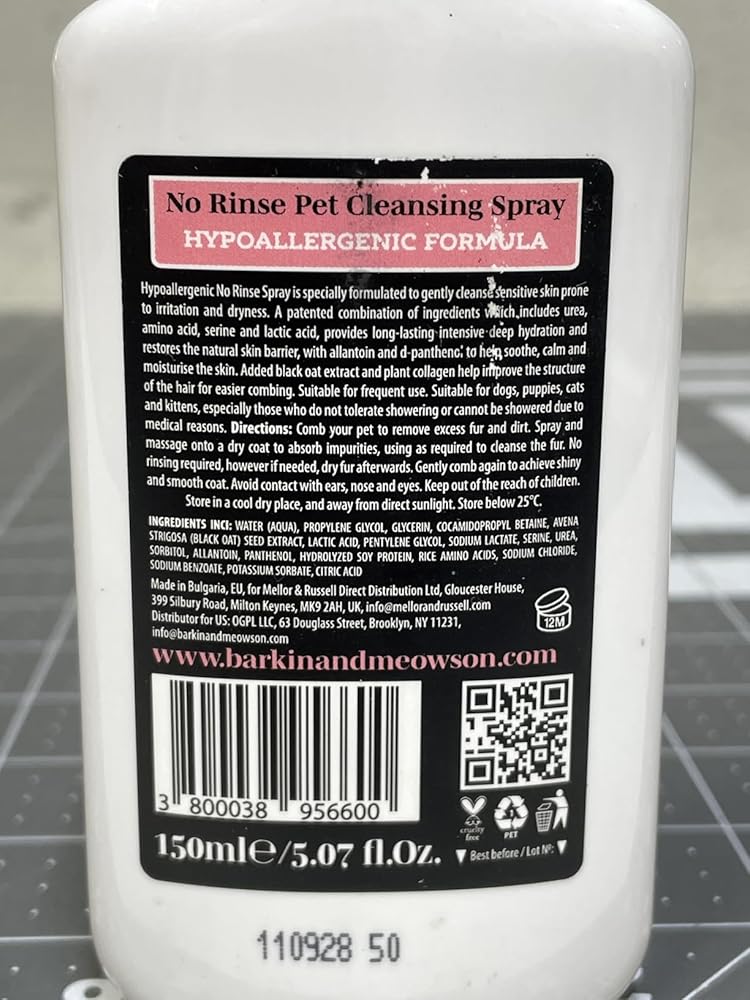 No Rinse Pet Cleansing Spray
HYPOALLERGENIC FORMULA
Hypoallergenic No Rinse Spray is specially formulated to gently cleanse sensitive skin prone
to irritation and dryness. A patented combination of ingredients which includes urea,
amino acid, serine and lactic acid, provides long-lasting intensive deep hydration and
restores the natural skin barrier, with allantoin and d-panthenol to help soothe, calm and
moisturise the skin. Added black oat extract and plant collagen help improve the structure
of the hair for easier combing. Suitable for frequent use. Suitable for dogs, puppies, cats
and kittens, especially those who do not tolerate showering or cannot be showered due to
medical reasons. Directions: Comb your pet to remove excess fur and dirt. Spray and
massage onto a dry coat to absorb impurities, using as required to cleanse the fur. No
rinsing required, however if needed, dry fur afterwards. Gently comb again to achieve shiny
and smooth coat. Avoid contact with ears, nose and eyes. Keep out of the reach of children.
Store in a cool dry place, and away from direct sunlight. Store below 25°C.
INGREDIENTS INCI: WATER (AQUA), PROPYLENE GLYCOL, GLYCERIN, COCAMIDOPROPYL BETAINE, AVENA
STRIGOSA (BLACK OAT) SEED EXTRACT, LACTIC ACID, PENTYLENE GLYCOL, SODIUM LACTATE, SERINE, UREA,
SORBITOL, ALLANTOIN, PANTHENOL, HYDROLYZED SOY PROTEIN, RICE AMINO ACIDS, SODIUM CHLORIDE,
SODIUM BENZOATE, POTASSIUM SORBATE, CITRIC ACID
Made in Bulgaria, EU, for Mellor & Russell Direct Distribution Ltd, Gloucester House,
399 Silbury Road, Milton Keynes, MK9 2AH, UK, info@mellorandrussell.com
Distributor for US: OGPL LLC, 63 Douglass Street, Brooklyn, NY 11231,
info@barkinandmeowson.com
12M
www.barkinandmeowson.com
3 800038 956600
cruelty
free
1
PET
150ml℮/5.07 fl.Oz.
▼ Best before / Lot №: ▼
110928 50